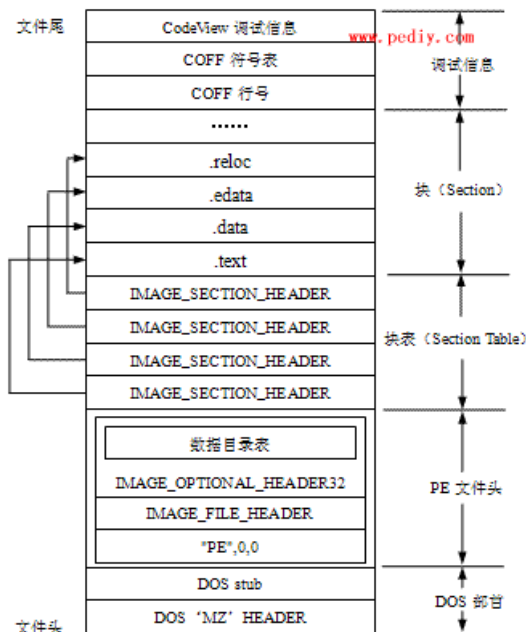 文件尾
CodeView 调试信息
www.pediy.com
COFF 符号表
调试信息
COFF 行号
......
.reloc
.edata
块（Section）
.data
.text
IMAGE_SECTION_HEADER
IMAGE_SECTION_HEADER
块表（Section Table）
IMAGE_SECTION_HEADER
IMAGE_SECTION_HEADER
数据目录表
IMAGE_OPTIONAL_HEADER32
PE 文件头
IMAGE_FILE_HEADER
"PE",0,0
DOS stub
DOS 部首
DOS ‘MZ’ HEADER
文件头